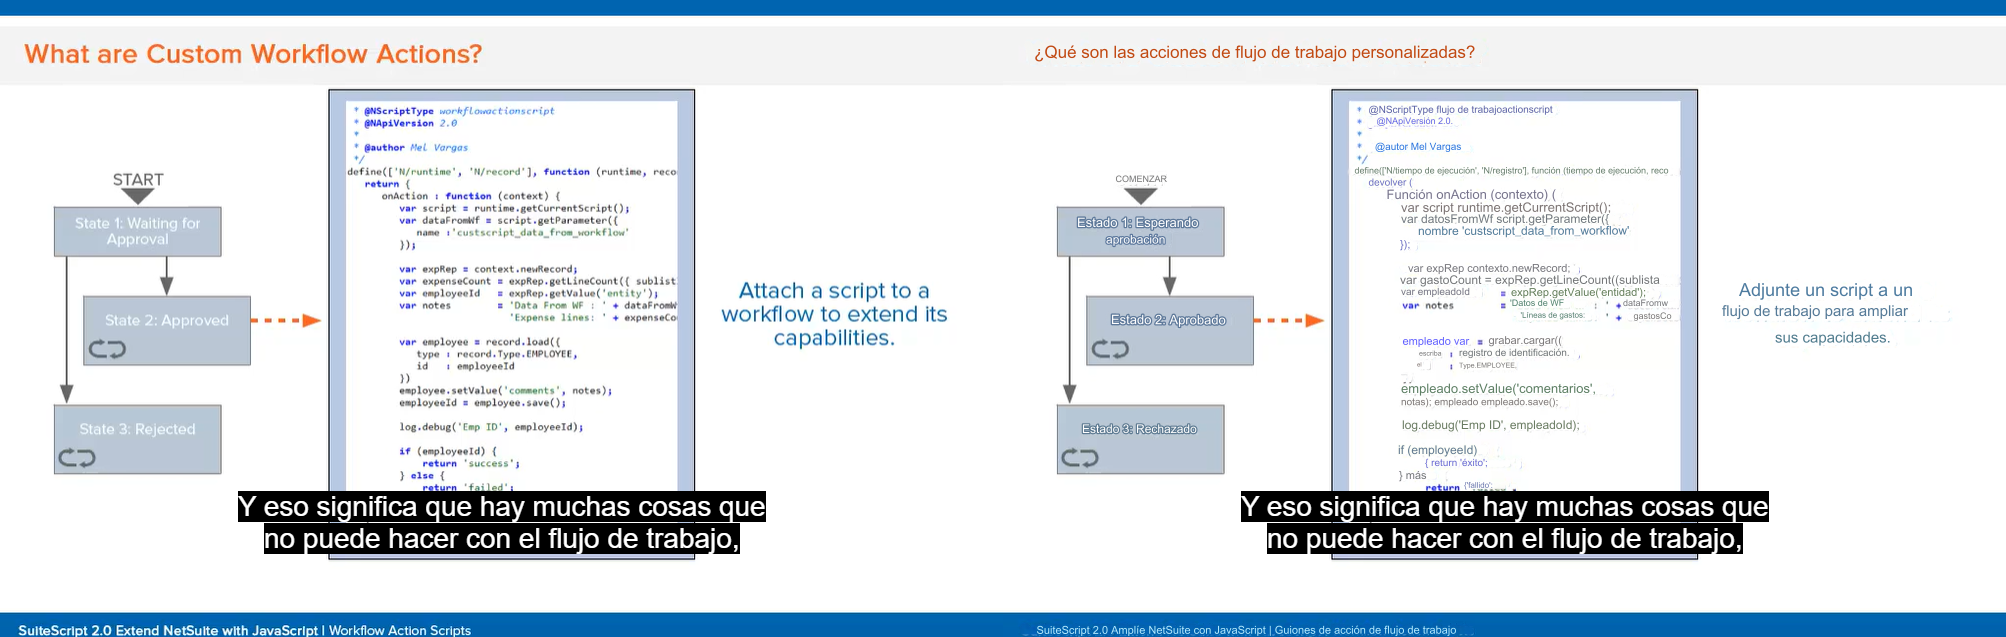 What are Custom Workflow Actions?
START
State 1: Waiting for
Approval
State 2: Approved
State 3: Rejected
* @NScriptType workflowactionscript
* @NApiVersion 2.0
*
* @author Mel Vargas
*/
define(['N/runtime', 'N/record'], function (runtime, reco
return {
onAction : function (context) {
var script = runtime.getCurrentScript();
var dataFromWf = script.getParameter({
name :'custscript_data_from_workflow'
});
var expRep = context.newRecord;
var expenseCount = expRep.getLineCount({ sublist
var employeeId = expRep.getValue('entity');
var notes = 'Data From WF : ' + dataFromW
'Expense lines: ' + expenseCo
var employee = record.load({
type : record.Type.EMPLOYEE,
id : employeeId
})
employee.setValue('comments', notes);
employeeId = employee.save();
log.debug('Emp ID', employeeId);
if (employeeId) {
return 'success';
} else {
return 'failed';
Attach a script to a
workflow to extend its
capabilities.
Y eso significa que hay muchas cosas que
no puede hacer con el flujo de trabajo,
SuiteScript 2.0 Extend NetSuite with JavaScript | Workflow Action Scripts
¿Qué son las acciones de flujo de trabajo personalizadas?
COMENZAR
Estado 1: Esperando
aprobación
Estado 2: Aprobado
Estado 3: Rechazado
* @NScriptType flujo de trabajoactionscript
* @NApiVersión 2.0.
*
* @autor Mel Vargas
*/
define(['N/tiempo de ejecución', 'N/registro'], función (tiempo de ejecución, reco
devolver (
Función onAction (contexto) (
var script runtime.getCurrentScript();
var datosFromWf script.getParameter({
nombre 'custscript_data_from_workflow'
});
var expRep contexto.newRecord;
var gastoCount = expRep.getLineCount((sublista
var empleadoId = expRep.getValue('entidad');
var notes = 'Datos de WF : ' + dataFromw
'Líneas de gastos: ' + gastosCo
empleado var = grabar.cargar((
escriba : registro de identificación.
el : Type.EMPLOYEE,
empleado.setValue('comentarios',
notas); empleado empleado.save();
log.debug('Emp ID', empleadoId);
if (employeeId)
{ return 'éxito';
} más
return ('fallido';
Adjunte un script a un
flujo de trabajo para ampliar
sus capacidades.
Y eso significa que hay muchas cosas que
no puede hacer con el flujo de trabajo,
SuiteScript 2.0 Amplíe NetSuite con JavaScript | Guiones de acción de flujo de trabajo